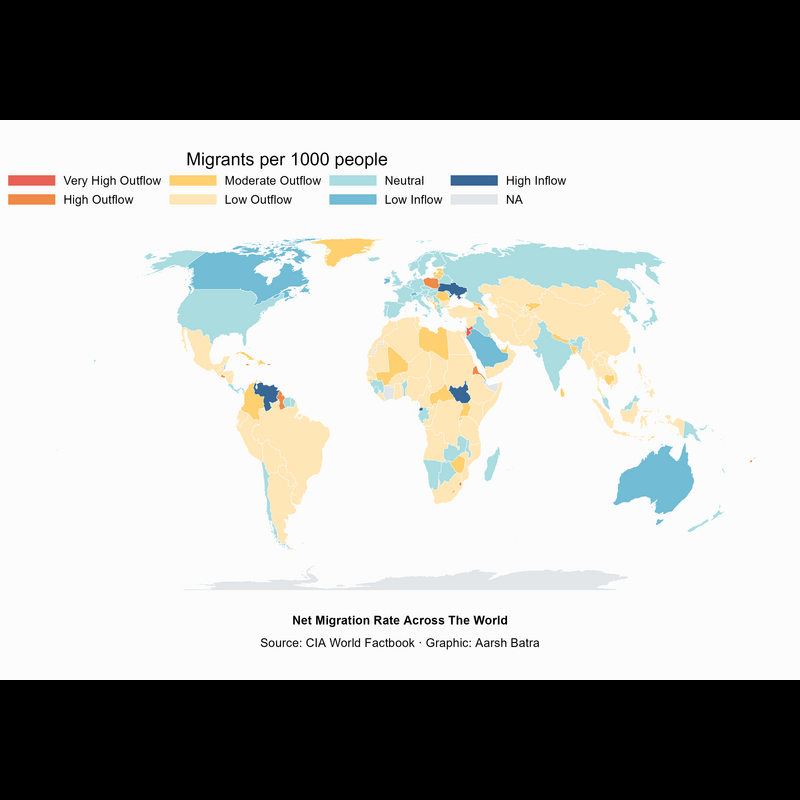 Migrants per 1000 people
Very High Outflow
Moderate Outflow
Neutral
High Inflow
High Outflow
Low Outflow
Low Inflow
NA
Net Migration Rate Across The World
Source: CIA World Factbook · Graphic: Aarsh Batra